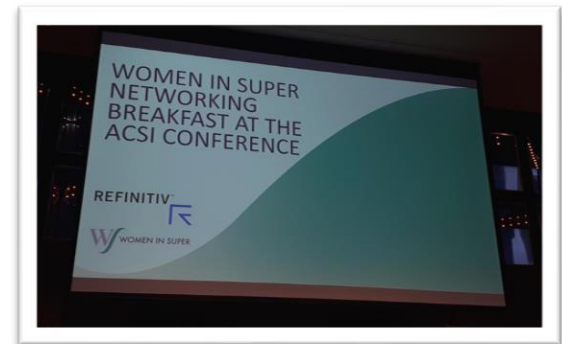 WOMEN IN SUPER
NETWORKING
BREAKFAST AT THE
ACSI CONFERENCE
REFINITIV
WOMEN IN SUPER